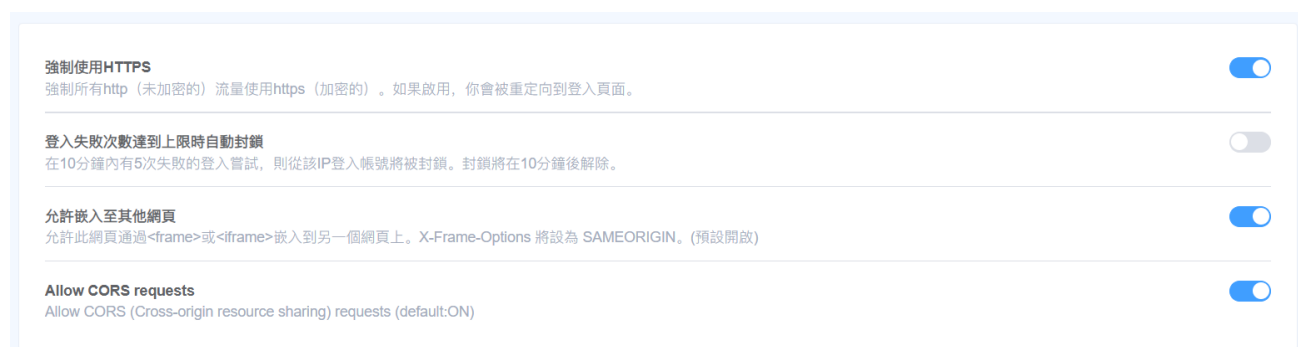 強制使用HTTPS
強制所有http（未加密的）流量使用https（加密的）。如果啟用，你會被重定向到登入頁面。
登入失敗次數達到上限時自動封鎖
在10分鐘內有5次失敗的登入嘗試，則從該IP登入帳號將被封鎖。封鎖將在10分鐘後解除。
允許嵌入至其他網頁
允許此網頁通過<frame>或<iframe>嵌入到另一個網頁上。X-Frame-Options 將設為 SAMEORIGIN。(預設開啟)
Allow CORS requests
Allow CORS (Cross-origin resource sharing) requests (default:ON)